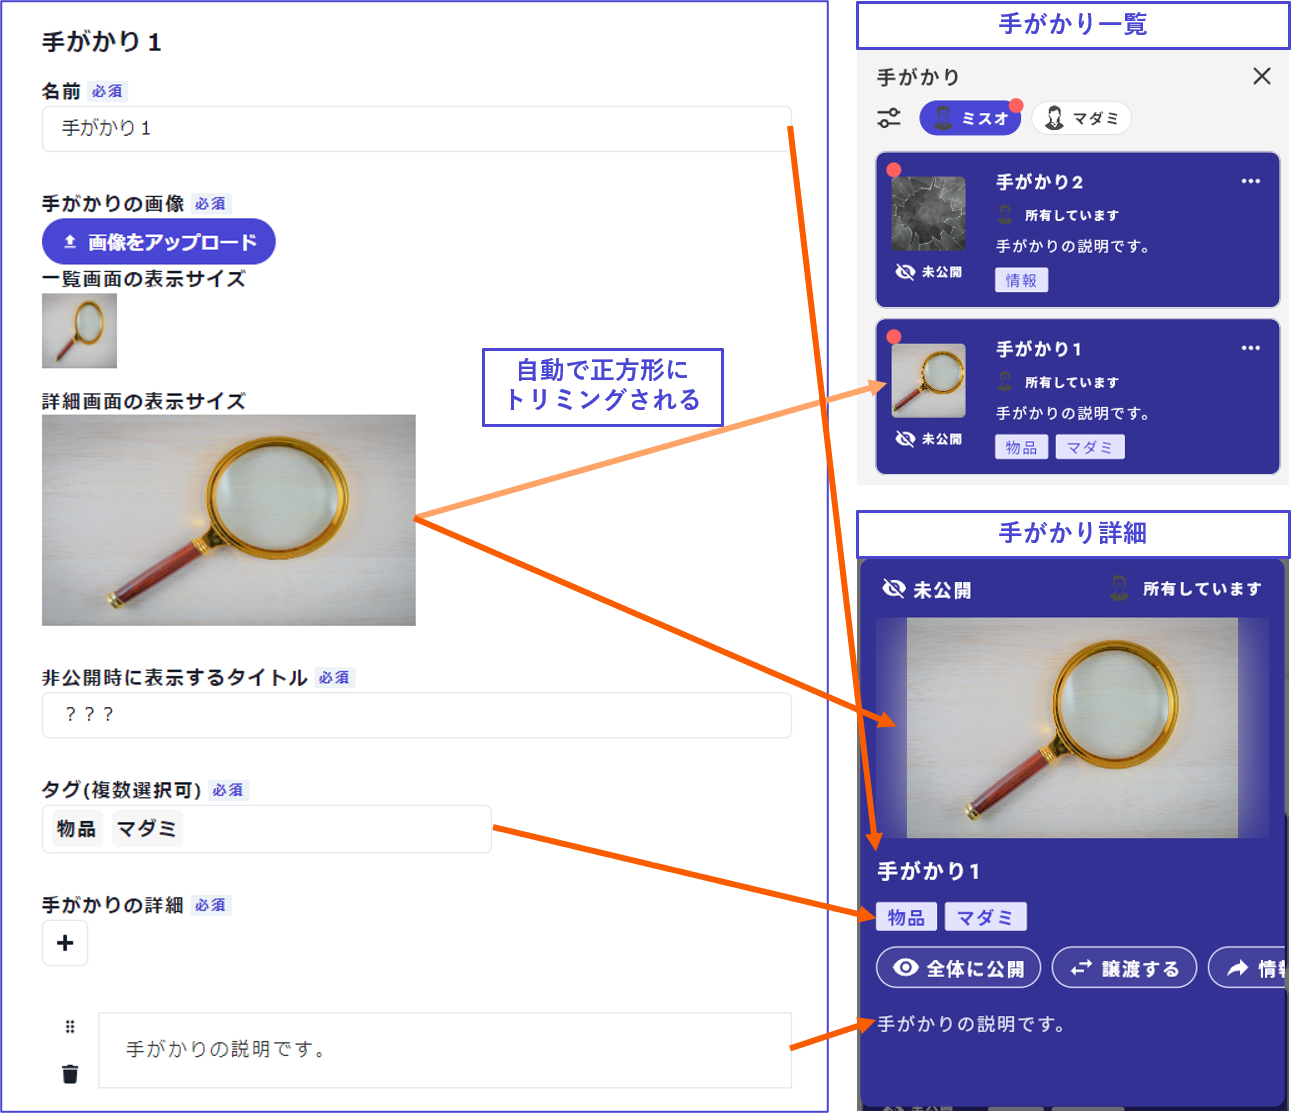 手がかり１
名前 必須
手がかり１
手がかりの画像 必須
画像をアップロード
一覧画面の表示サイズ
詳細画面の表示サイズ
自動で正方形に
トリミングされる
非公開時に表示するタイトル 必須
？？？
タグ(複数選択可) 必須
物品 マダミ
手がかりの詳細 必須
+
手がかりの説明です。
手がかり一覧
手がかり
ミスオ マダミ
手がかり2
所有しています
手がかりの説明です。
未公開
情報
手がかり1
所有しています
手がかりの説明です。
未公開
物品 マダミ
手がかり詳細
未公開 所有しています
手がかり1
物品 マダミ
全体に公開 譲渡する 情
手がかりの説明です。